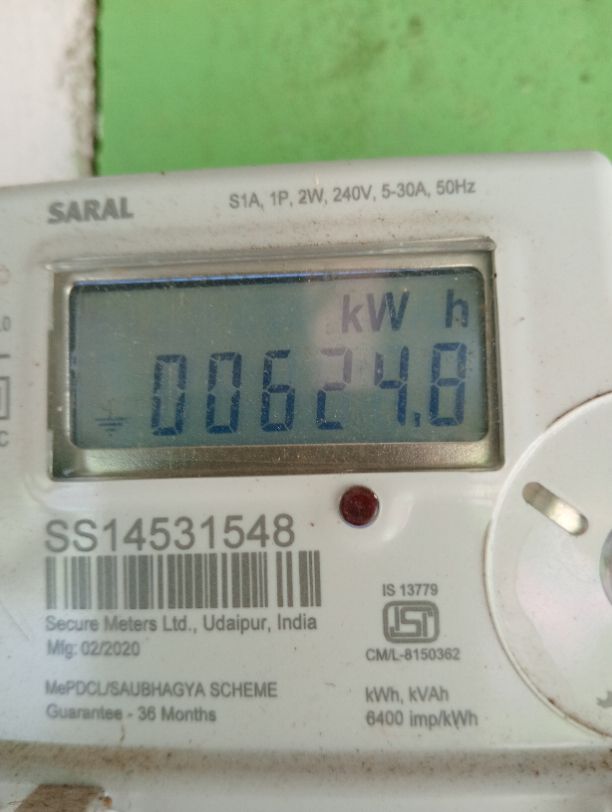 SARAL
S1A, 1P, 2W, 240V, 5-30A, 50Hz
kW h
00624.8
SS14531548
Secure Meters Ltd., Udaipur, India
Mfg: 02/2020
MePDCL/SAUBHAGYA SCHEME
Guarantee - 36 Months
IS 13779
ISI
CM/L-8150362
kWh, kVAh
6400 imp/kWh